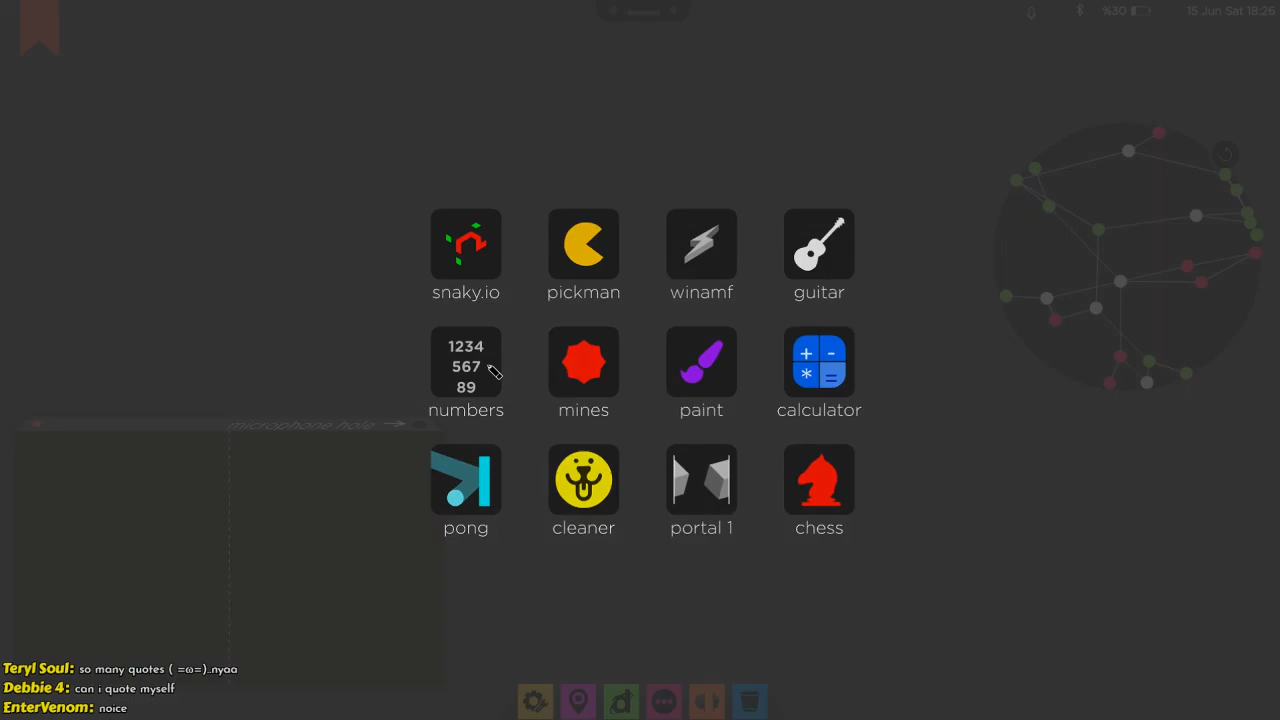 %30
15 Jun Sat 18:26
snaky.io
pickman
winamf
guitar
1234
567
89
numbers
mines
paint
+ -
* =
calculator
microphone hole
pong
cleaner
portal 1
chess
Teryl Soul: so many quotes ( =ω=)..nyaa
Debbie 4: can i quote myself
EnterVenom: noice